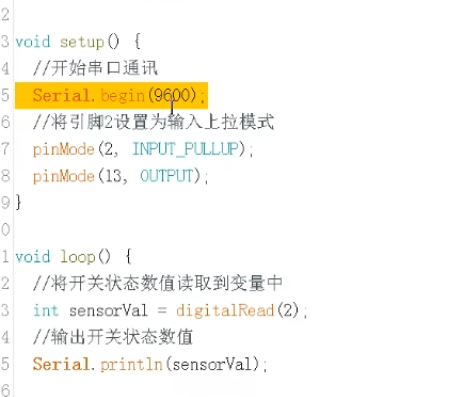 2
3 void setup() {
4 //开始串口通讯
5 Serial.begin(9600);
6 //将引脚2设置为输入上拉模式
7 pinMode(2, INPUT_PULLUP);
8 pinMode(13, OUTPUT);
9 }
0
1 void loop() {
2 //将开关状态数值读取到变量中
3 int sensorVal = digitalRead(2);
4 //输出开关状态数值
5 Serial.println(sensorVal);
6